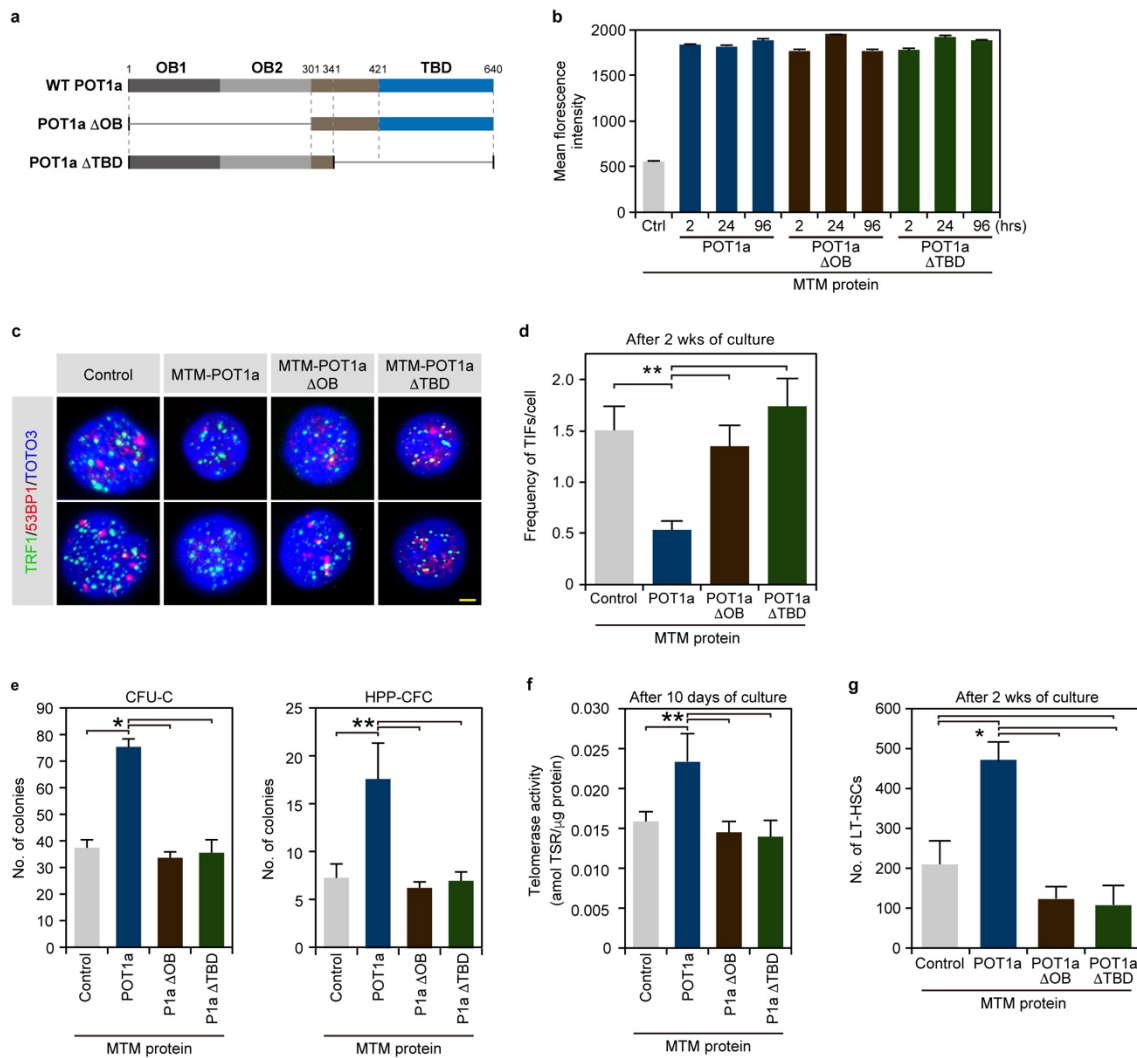 a
1 OB1 OB2 301 341 421 TBD 640
WT POT1a
POT1a ΔOB
POT1a ΔTBD
b
2000
1500
1000
500
0
Mean florescence
intensity
Ctrl 2 24 96 2 24 96 2 24 96 (hrs)
POT1a POT1a ΔOB POT1a ΔTBD
MTM protein
c
Control MTM-POT1a MTM-POT1a ΔOB MTM-POT1a ΔTBD
TRF1/53BP1/TOTO3
d
After 2 wks of culture
**
2.0
1.5
1.0
0.5
0
Frequency of TIFs/cell
Control POT1a POT1a ΔOB POT1a ΔTBD
MTM protein
e
CFU-C
*
90
80
70
60
50
40
30
20
10
0
No. of colonies
Control POT1a P1a ΔOB P1a ΔTBD
MTM protein
HPP-CFC
**
25
20
15
10
5
0
No. of colonies
Control POT1a P1a ΔOB P1a ΔTBD
MTM protein
f
After 10 days of culture
**
0.030
0.025
0.020
0.015
0.010
0.005
0.000
Telomerase activity
(amol TSR/μg protein)
Control POT1a P1a ΔOB P1a ΔTBD
MTM protein
g
After 2 wks of culture
*
600
500
400
300
200
100
0
No. of LT-HSCs
Control POT1a POT1a ΔOB POT1a ΔTBD
MTM protein